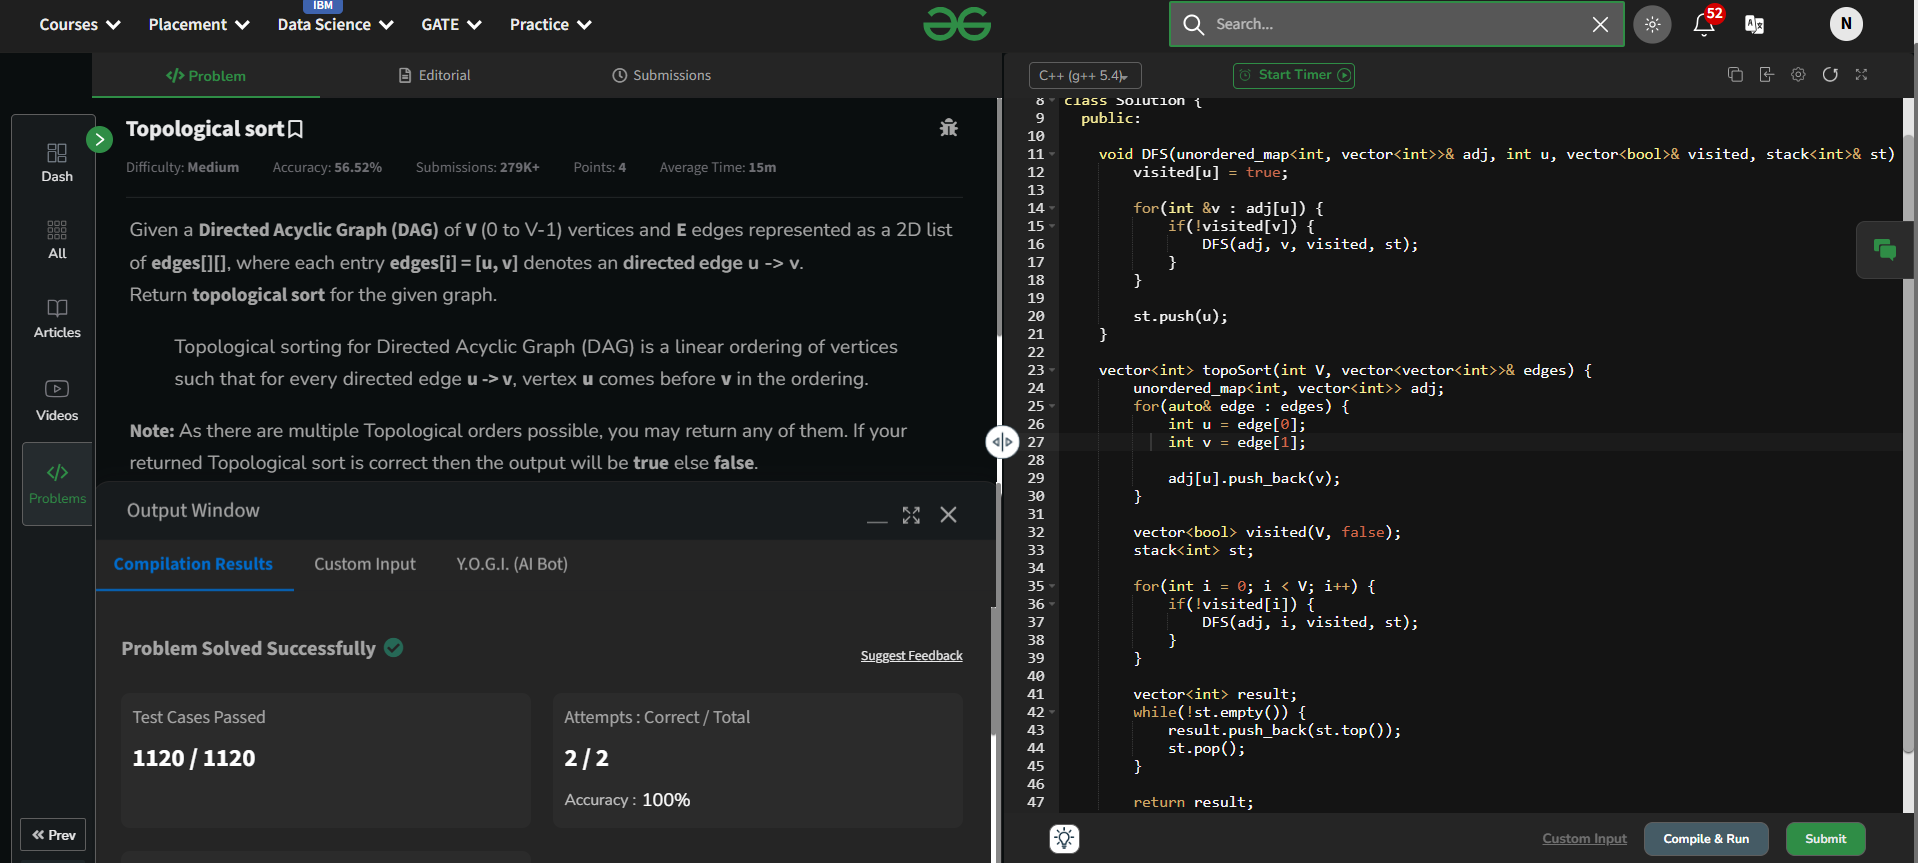 Courses
Placement
IBM
Data Science
GATE
Practice
Search...
52
N
Problem
Editorial
Submissions
C++ (g++ 5.4)
Start Timer
Dash
All
Articles
Videos
Problems
Prev
Topological sort
Difficulty: Medium Accuracy: 56.52% Submissions: 279K+ Points: 4 Average Time: 15m
Given a Directed Acyclic Graph (DAG) of V (0 to V-1) vertices and E edges represented as a 2D list
of edges[][], where each entry edges[i] = [u, v] denotes an directed edge u -> v.
Return topological sort for the given graph.
Topological sorting for Directed Acyclic Graph (DAG) is a linear ordering of vertices
such that for every directed edge u -> v, vertex u comes before v in the ordering.
Note: As there are multiple Topological orders possible, you may return any of them. If your
returned Topological sort is correct then the output will be true else false.
Output Window
Compilation Results
Custom Input
Y.O.G.I. (AI Bot)
Problem Solved Successfully
Suggest Feedback
Test Cases Passed
1120 / 1120
Attempts : Correct / Total
2 / 2
Accuracy : 100%
8 class Solution {
9 public:
10
11 void DFS(unordered_map<int, vector<int>>& adj, int u, vector<bool>& visited, stack<int>& st)
12 visited[u] = true;
13
14 for(int &v : adj[u]) {
15 if(!visited[v]) {
16 DFS(adj, v, visited, st);
17 }
18 }
19
20 st.push(u);
21 }
22
23 vector<int> topoSort(int V, vector<vector<int>>& edges) {
24 unordered_map<int, vector<int>> adj;
25 for(auto& edge : edges) {
26 int u = edge[0];
27 int v = edge[1];
28
29 adj[u].push_back(v);
30 }
31
32 vector<bool> visited(V, false);
33 stack<int> st;
34
35 for(int i = 0; i < V; i++) {
36 if(!visited[i]) {
37 DFS(adj, i, visited, st);
38 }
39 }
40
41 vector<int> result;
42 while(!st.empty()) {
43 result.push_back(st.top());
44 st.pop();
45 }
46
47 return result;
Custom Input
Compile & Run
Submit